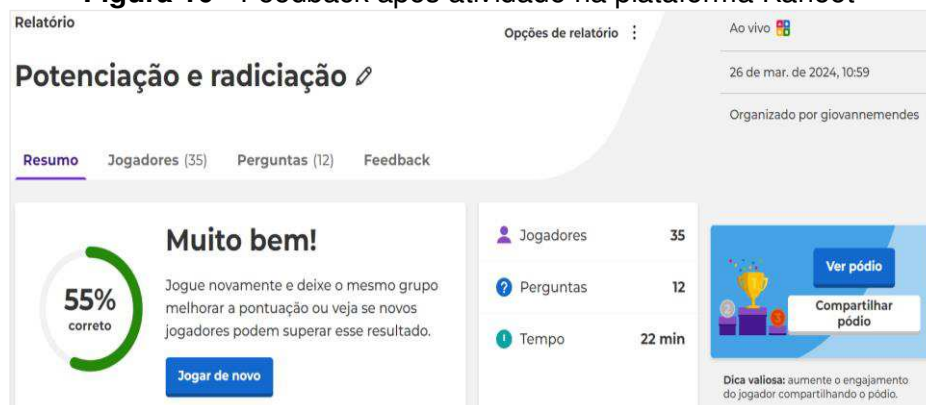 Relatório
Opções de relatório
Potenciação e radiciação
Resumo
Jogadores (35)
Perguntas (12)
Feedback
Ao vivo
26 de mar. de 2024, 10:59
Organizado por giovannemendes
55%
correto
Muito bem!
Jogue novamente e deixe o mesmo grupo
melhorar a pontuação ou veja se novos
jogadores podem superar esse resultado.
Jogar de novo
Jogadores 35
Perguntas 12
Tempo 22 min
Ver pódio
Compartilhar
pódio
Dica valiosa: aumente o engajamento
do jogador compartilhando o pódio.